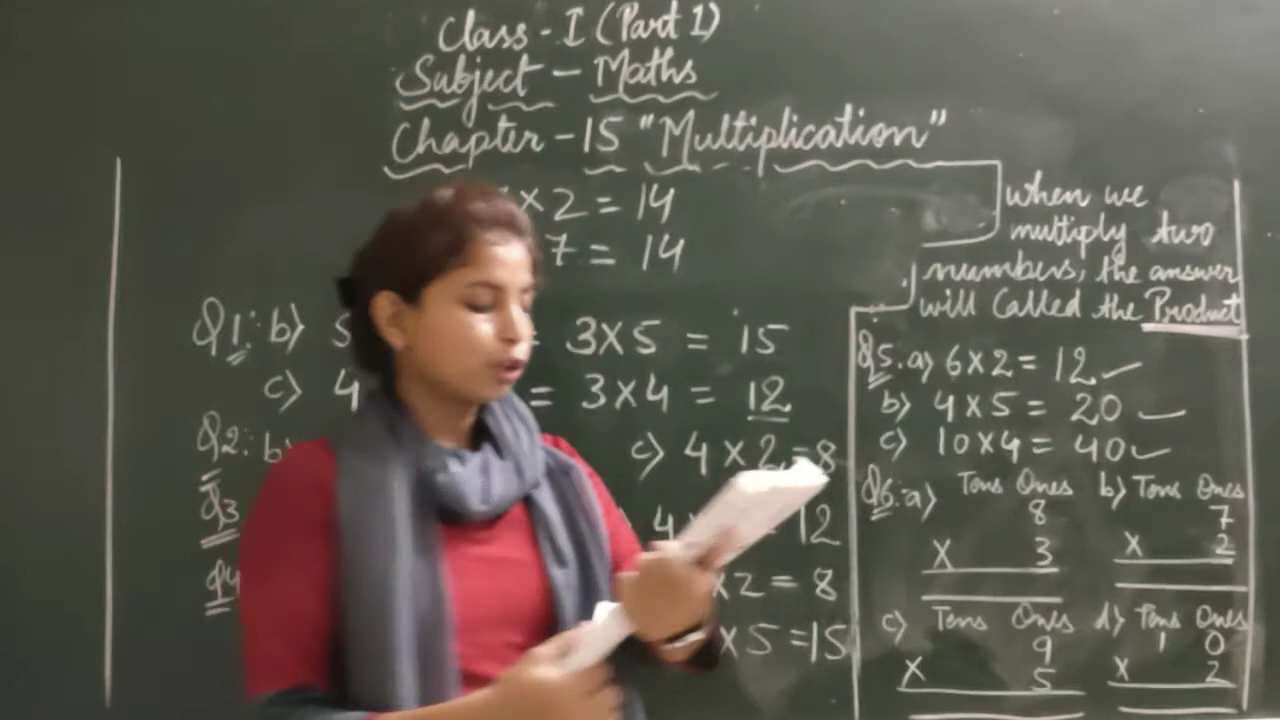 Class - I (Part 1)
Subject - Maths
Chapter - 15 "Multiplication"
×2 = 14
7 = 14
when we
multiply two
numbers, the answer
will Called the Product
Q1: b) 5 = 3×5 = 15
c) 4 = 3×4 = 12
Q2: b) c) 4×2=8
Q3 4 12
Q4 ×2=8
×5=15
Q5. a) 6×2=12
b) 4×5=20
c) 10×4=40
Q6. a) Tens Ones b) Tens Ones
8 7
× 3 × 2
c) Tens Ones d) Tens Ones
9 1 0
× 5 × 2